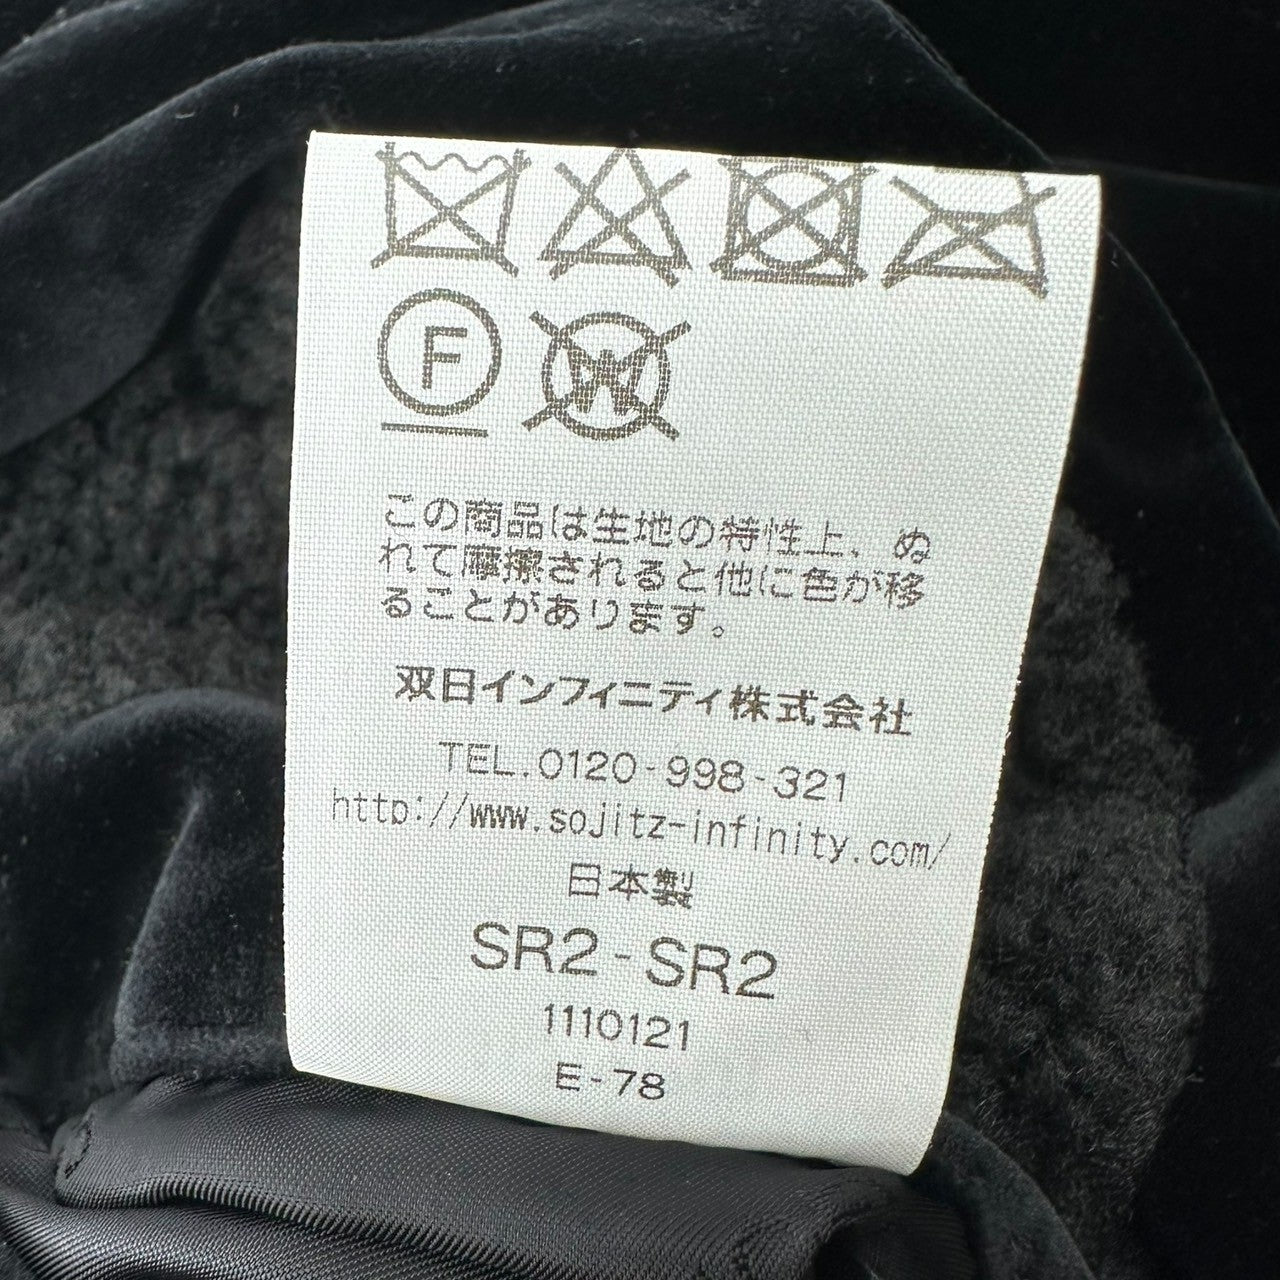 F
W
この商品は生地の特性上、ぬ
れて摩擦されると他に色が移
ることがあります。
双日インフィニティ株式会社
TEL.0120-998-321
http://www.sojitz-infinity.com/
日本製
SR2-SR2
1110121
E-78